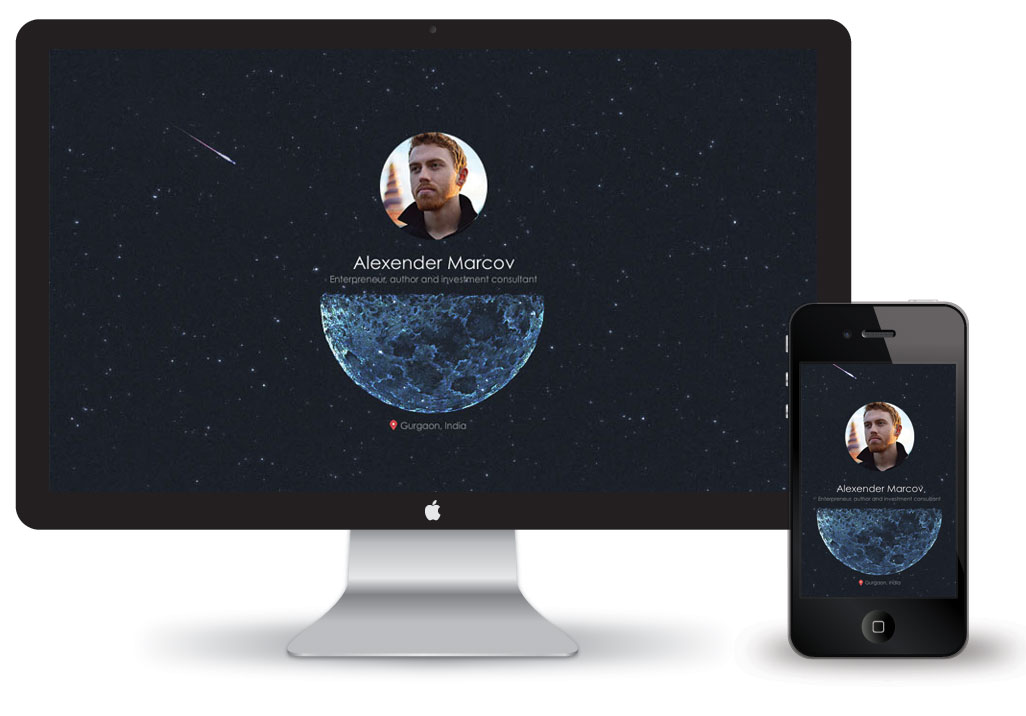 Alexender Marcov
Enterpreneur, author and investment consultant
Gurgaon, India
Alexender Marcov
Enterpreneur, author and investment consultant
Gurgaon, India